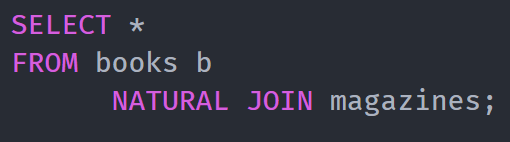 SELECT *
FROM books b
NATURAL JOIN magazines;